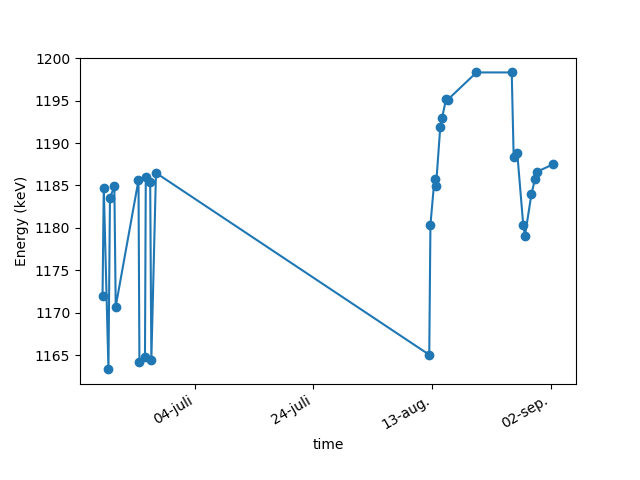 1200
1195
1190
1185
1180
1175
1170
1165
Energy (keV)
04-juli
24-juli
13-aug.
02-sep.
time